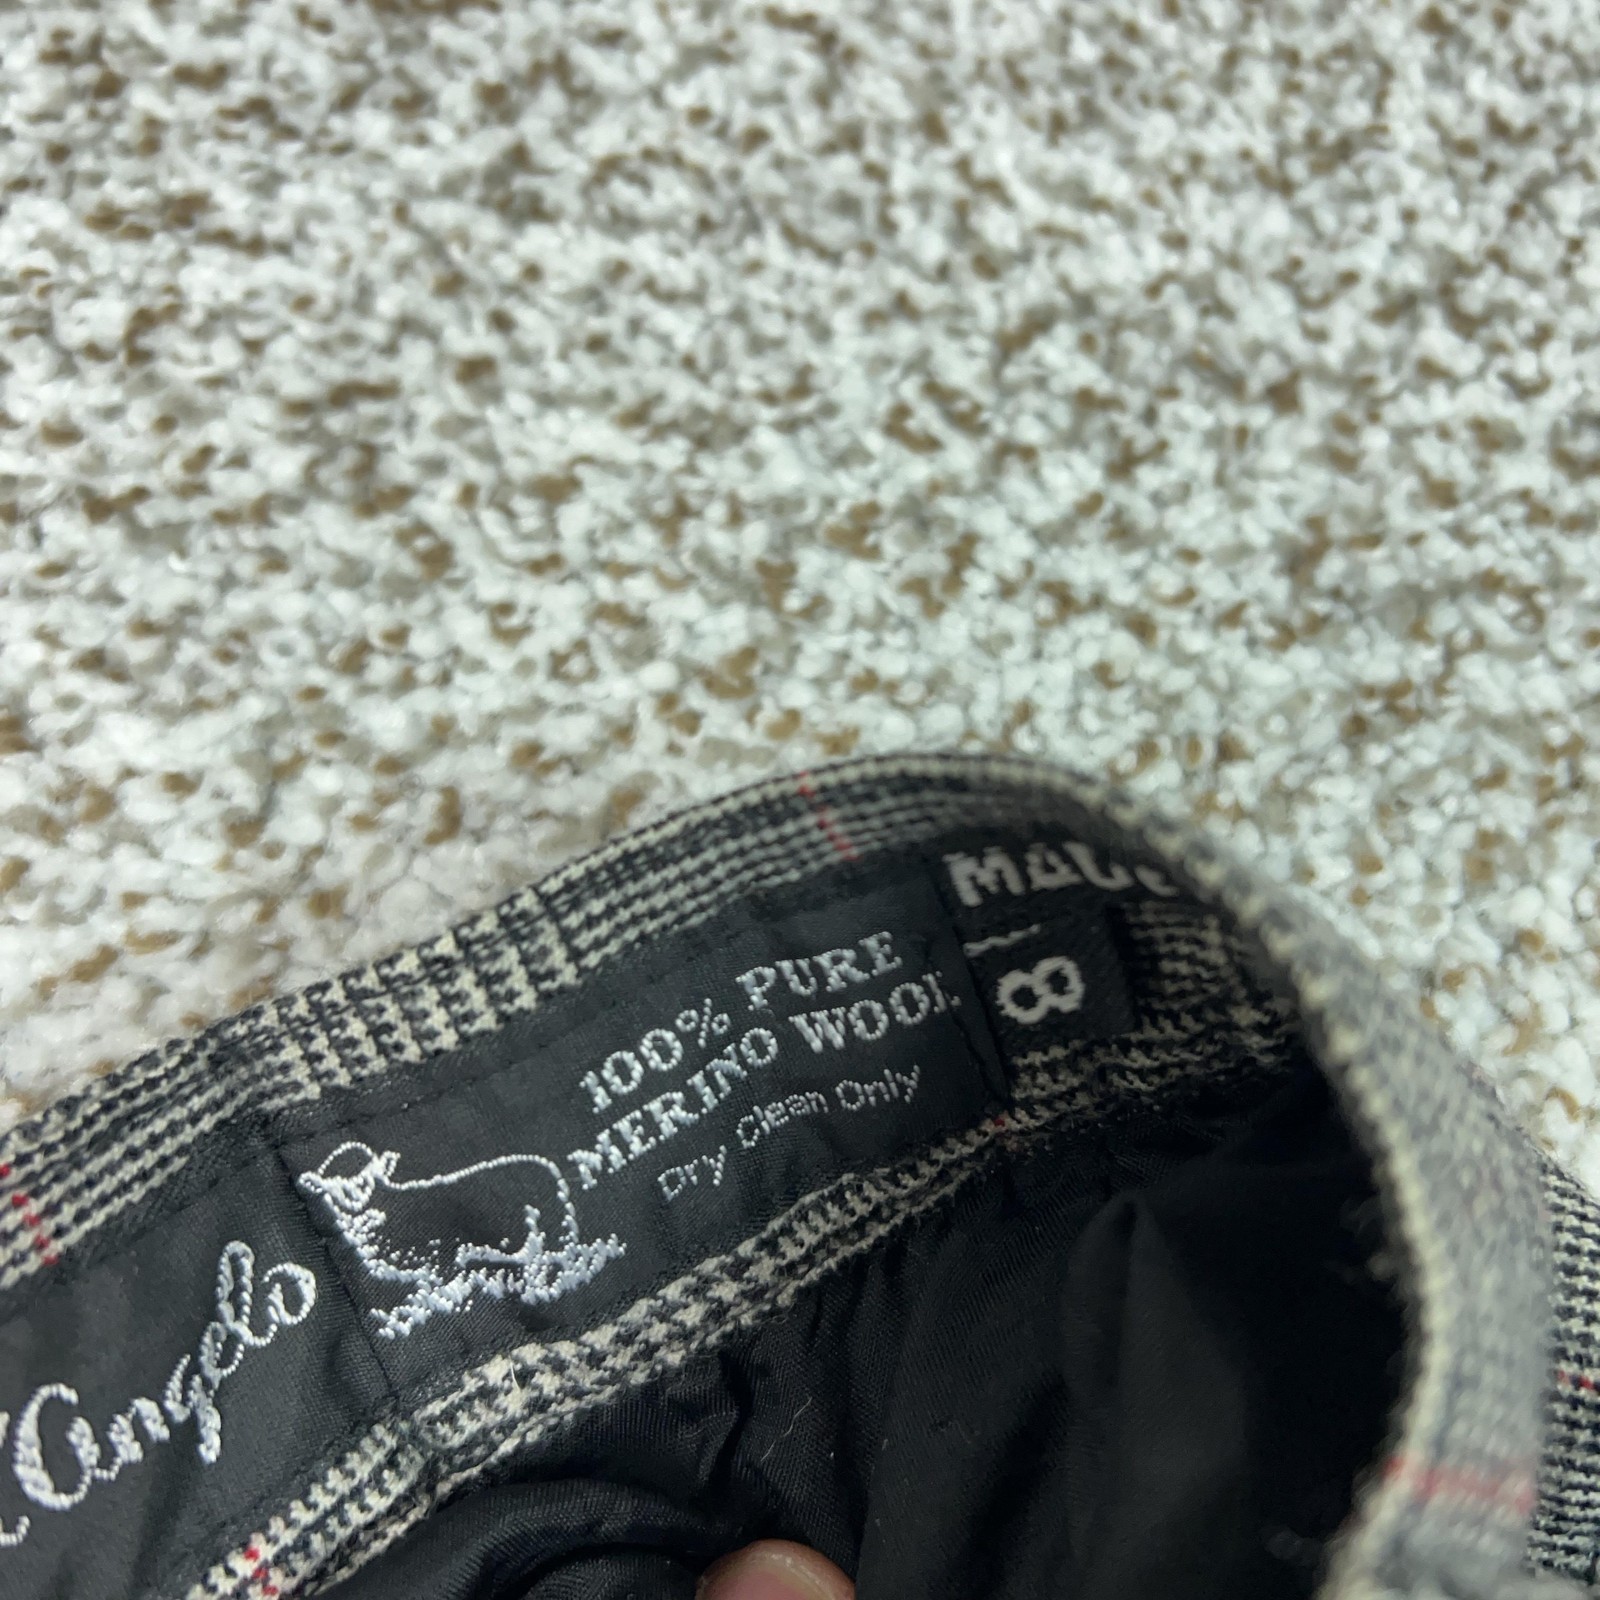 Angelo
100% PURE
MERINO WOOL
Dry Clean Only
8